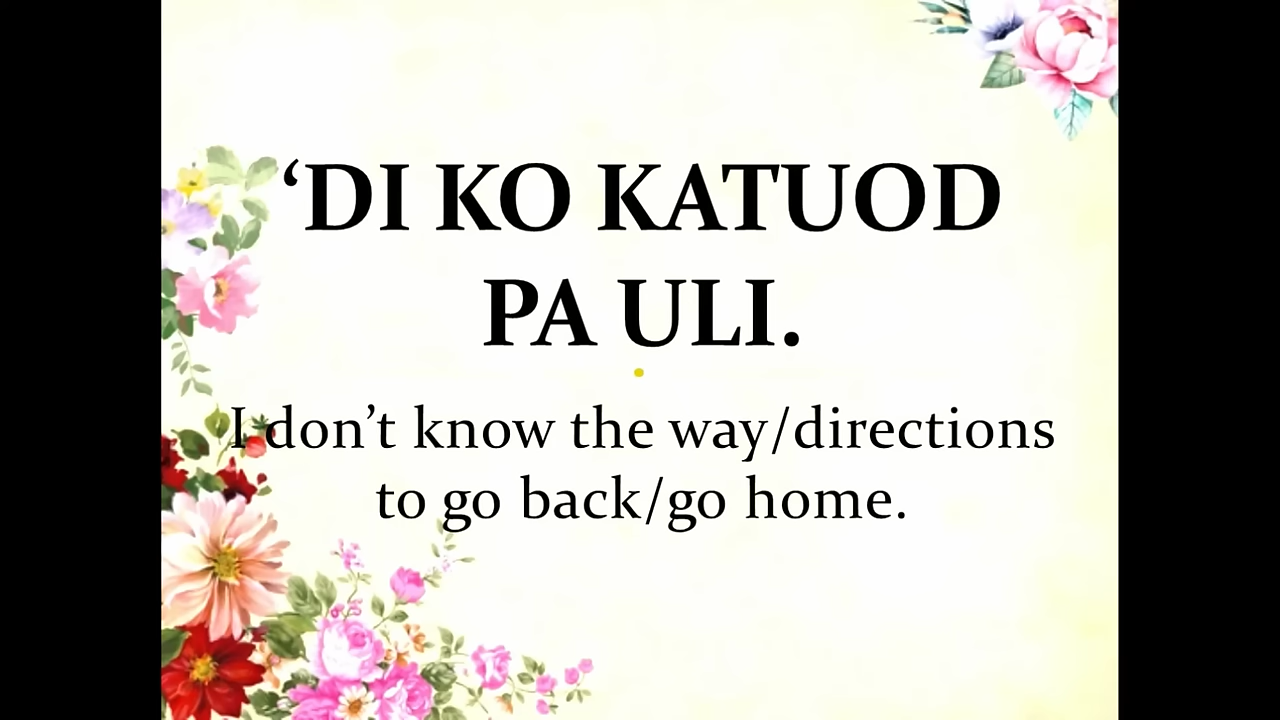 ‘DI KO KATUOD
PA ULI.
I don’t know the way/directions
to go back/go home.